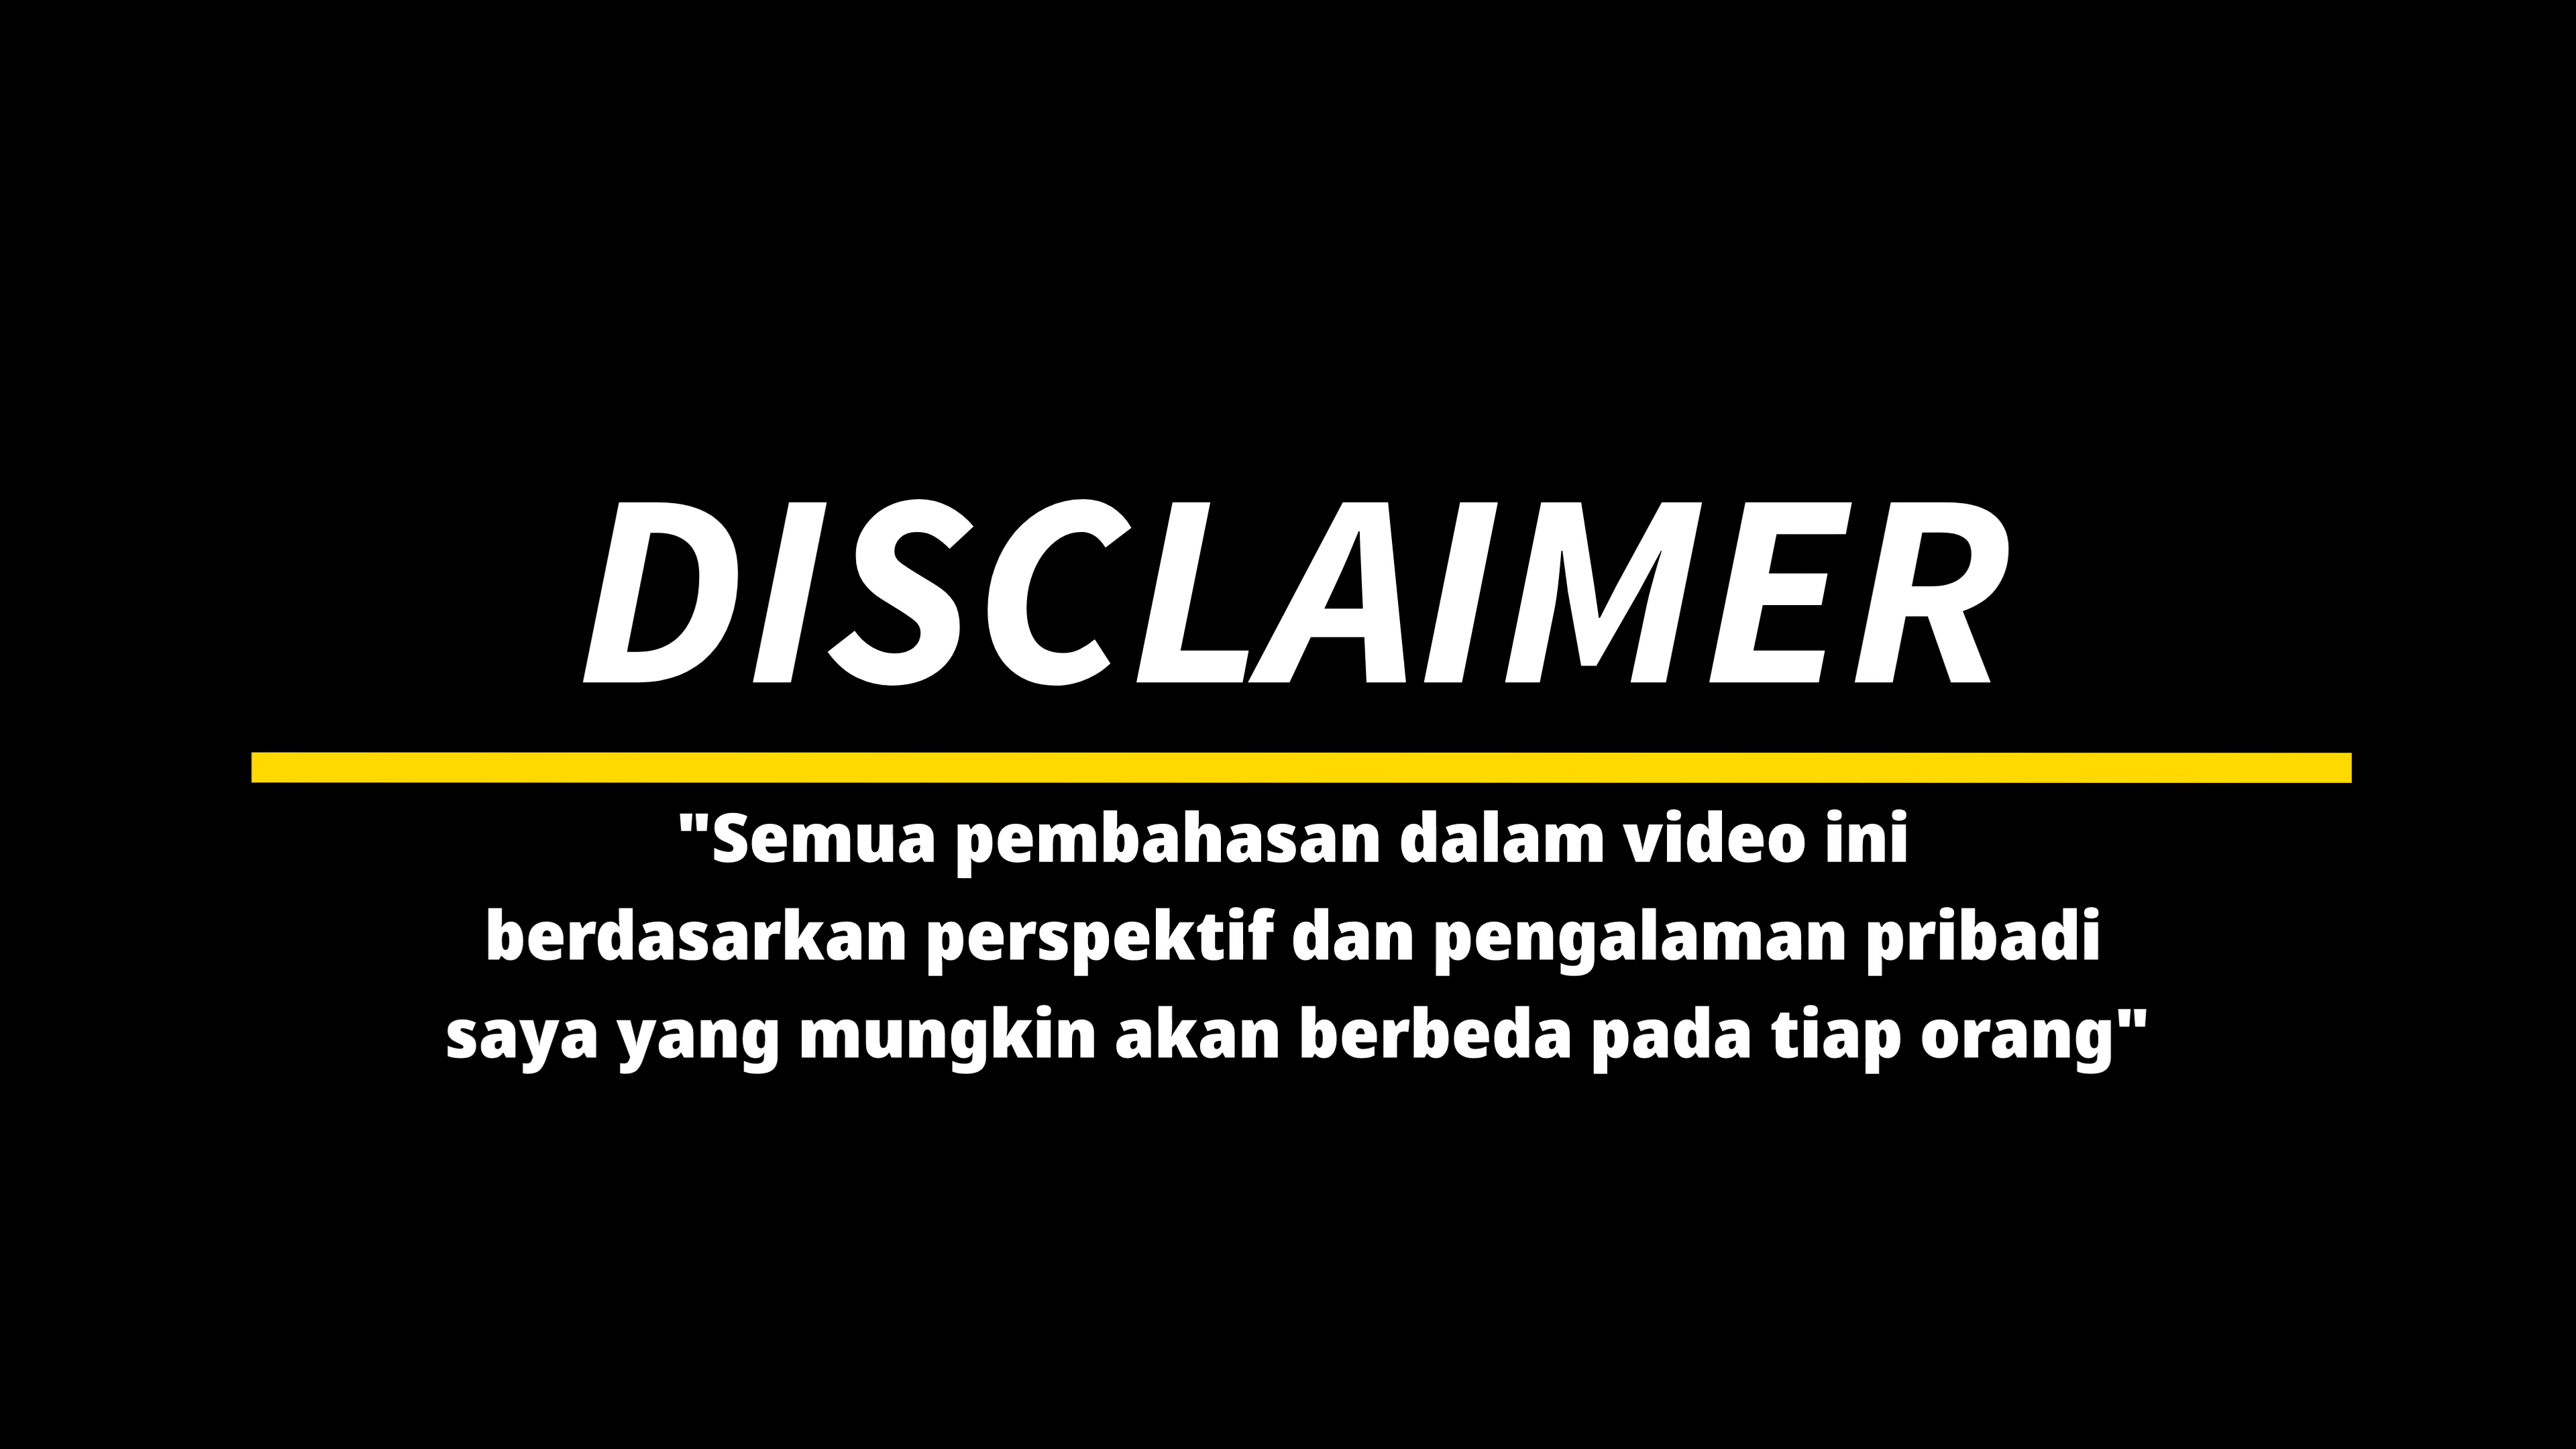 DISCLAIMER
"Semua pembahasan dalam video ini
berdasarkan perspektif dan pengalaman pribadi
saya yang mungkin akan berbeda pada tiap orang"